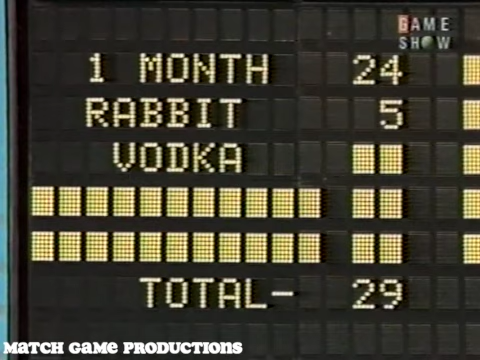 GAME
SHOW
1 MONTH 24
RABBIT 5
VODKA
TOTAL- 29
MATCH GAME PRODUCTIONS